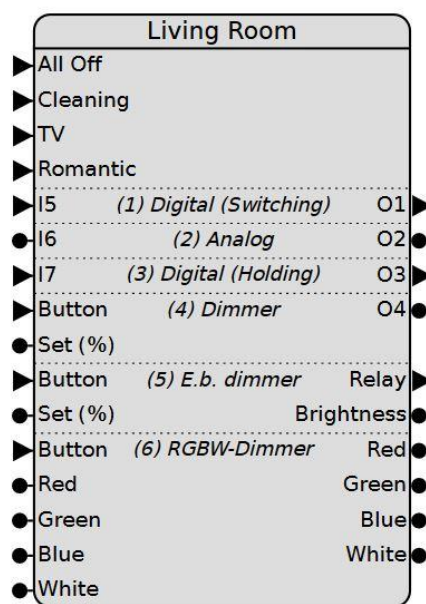 Living Room
All Off
Cleaning
TV
Romantic
I5 (1) Digital (Switching) O1
I6 (2) Analog O2
I7 (3) Digital (Holding) O3
Button (4) Dimmer O4
Set (%)
Button (5) E.b. dimmer Relay
Set (%) Brightness
Button (6) RGBW-Dimmer Red
Red Green
Green Blue
Blue White
White